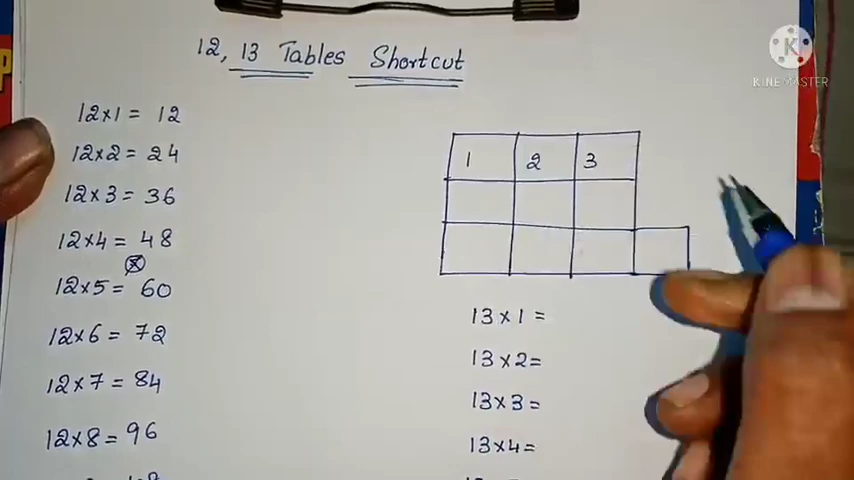 12, 13 Tables Shortcut
KINEMASTER
12×1 = 12
12×2 = 24
12×3 = 36
12×4 = 48
12×5 = 60
12×6 = 72
12×7 = 84
12×8 = 96
1 2 3
13×1 =
13×2=
13×3=
13×4=